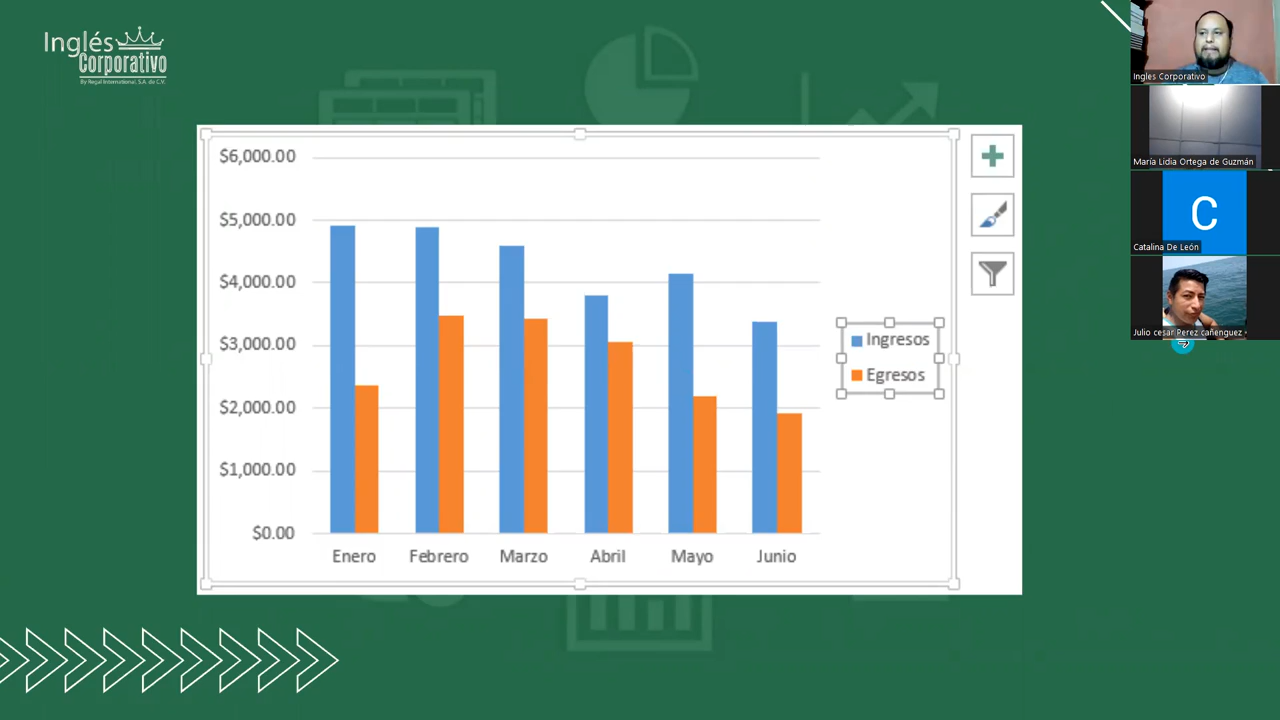 Inglés
Corporativo
By Regal International, S.A. de C.V.
$6,000.00
$5,000.00
$4,000.00
$3,000.00
$2,000.00
$1,000.00
$0.00
Enero Febrero Marzo Abril Mayo Junio
Ingresos
Egresos
Ingles Corporativo
María Lidia Ortega de Guzmán
C
Catalina De León
Julio cesar Perez cañenguez -